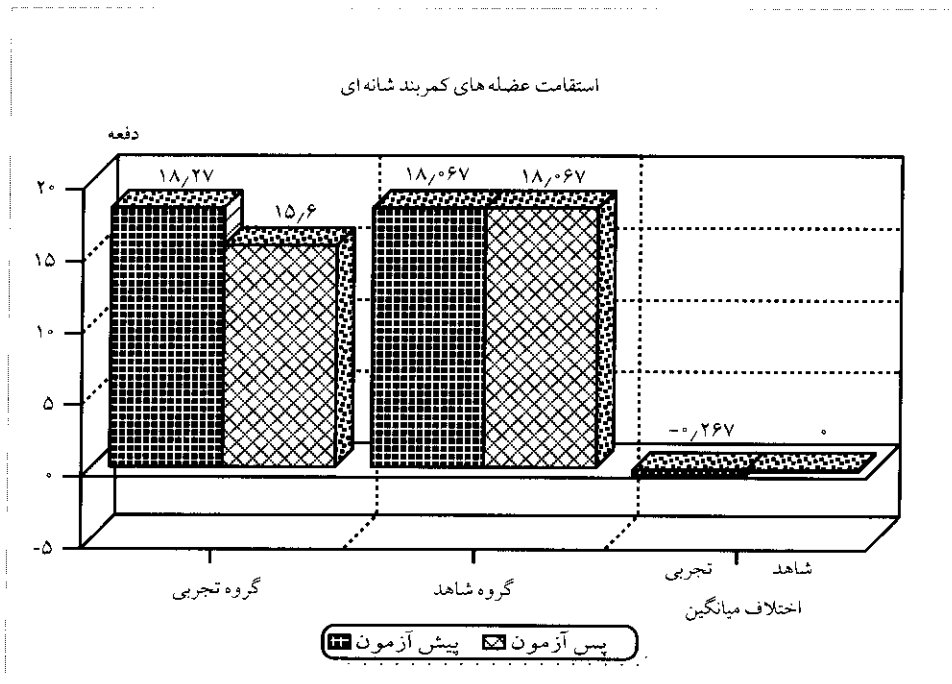 استقامت عضله های کمربند شانه ای
دفعه
۱۸٫۲۷
۱۵٫۶
۱۸٫۰۶۷
۱۸٫۰۶۷
-۰٫۲۶۷
۰
۲۰
۱۵
۱۰
۵
۰
-۵
گروه تجربی
گروه شاهد
تجربی
شاهد
اختلاف میانگین
پیش آزمون
پس آزمون